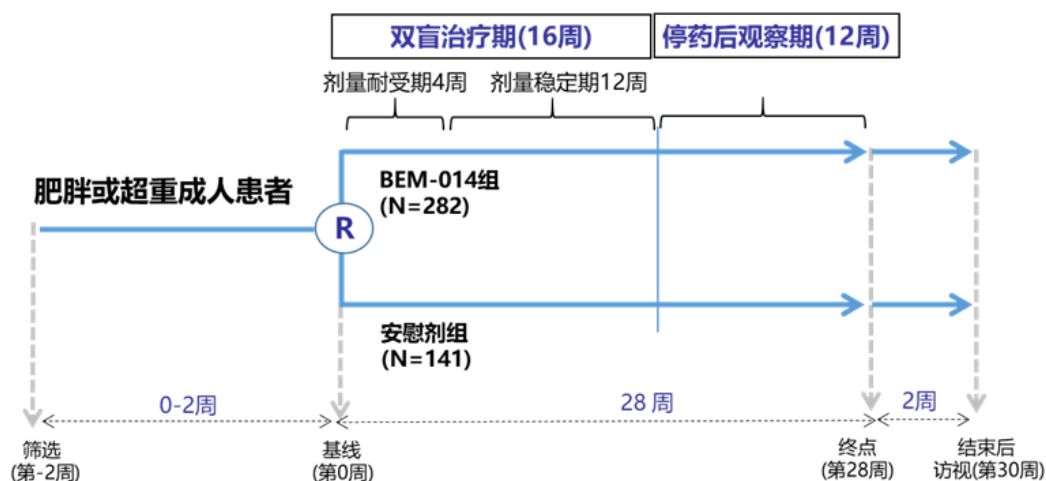 双盲治疗期(16周)
停药后观察期(12周)
剂量耐受期4周
剂量稳定期12周
肥胖或超重成人患者
R
BEM-014组
(N=282)
安慰剂组
(N=141)
0-2周
28 周
2周
筛选
(第-2周)
基线
(第0周)
终点
(第28周)
结束后
访视(第30周)